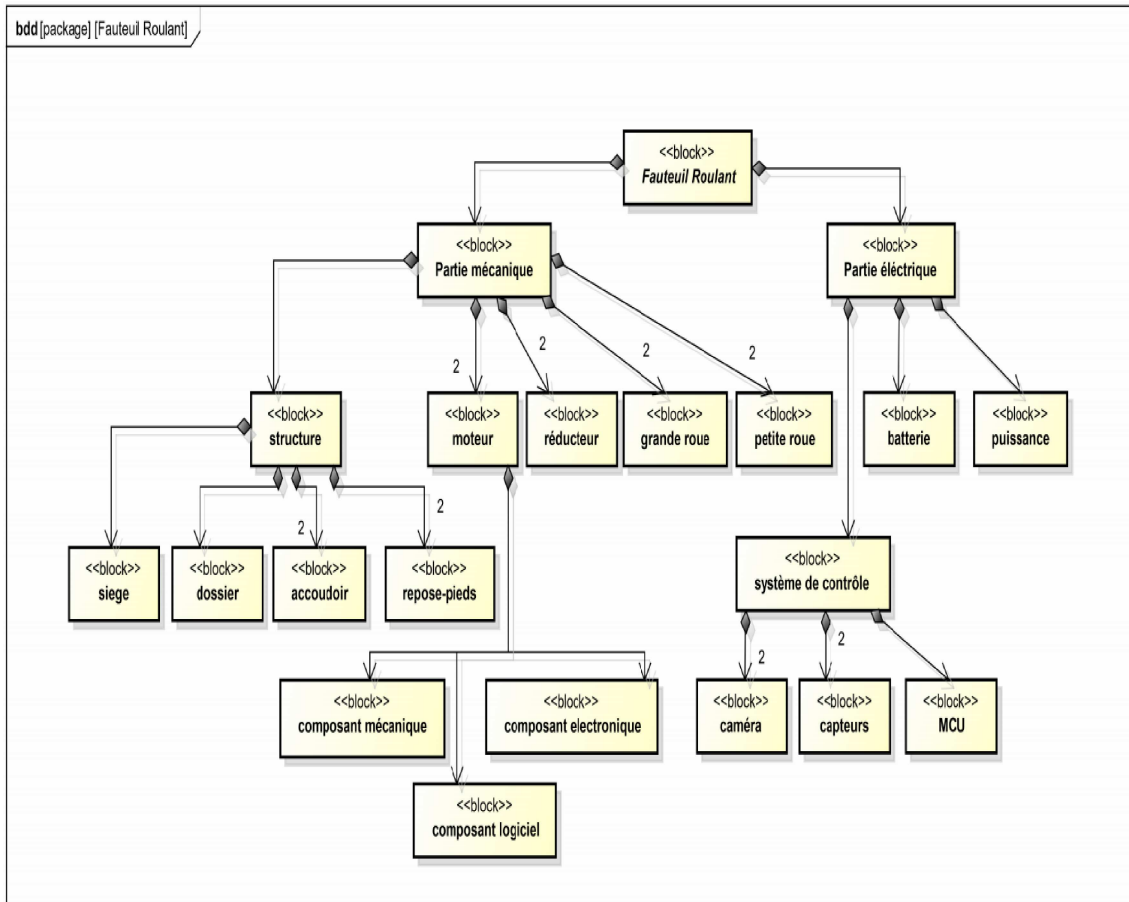 bdd [package] [Fauteuil Roulant]
<<block>>
Fauteuil Roulant
<<block>>
Partie mécanique
<<block>>
Partie éléctrique
2
2
2
2
<<block>>
structure
<<block>>
moteur
<<block>>
réducteur
<<block>>
grande roue
<<block>>
petite roue
<<block>>
batterie
<<block>>
puissance
2
2
<<block>>
siege
<<block>>
dossier
<<block>>
accoudoir
<<block>>
repose-pieds
<<block>>
système de contrôle
2
2
<<block>>
composant mécanique
<<block>>
composant electronique
<<block>>
caméra
<<block>>
capteurs
<<block>>
MCU
<<block>>
composant logiciel